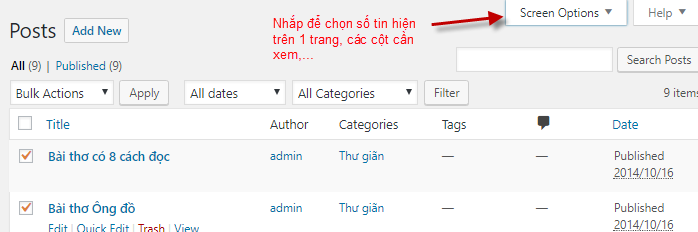 Screen Options ▼ Help ▼
Nhắp để chọn số tin hiện
trên 1 trang, các cột cần
xem,...
Posts Add New
All (9) | Published (9)
Search Posts
Bulk Actions ▼ Apply All dates ▼ All Categories ▼ Filter 9 items
Title Author Categories Tags Date
Bài thơ có 8 cách đọc admin Thư giãn — — Published
2014/10/16
Bài thơ Ông đồ admin Thư giãn — — Published
Edit | Quick Edit | Trash | View 2014/10/16